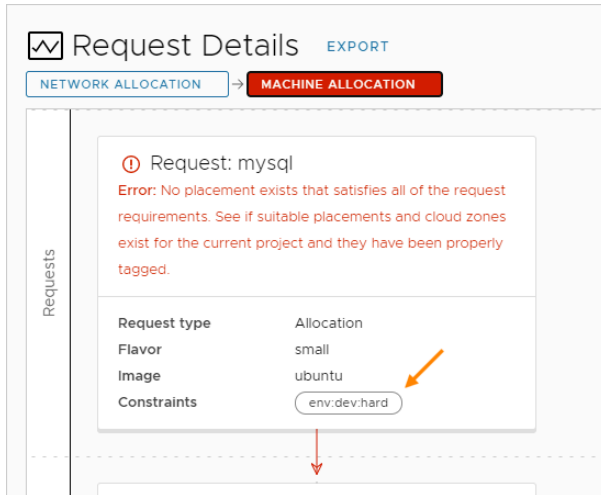 Request Details EXPORT
NETWORK ALLOCATION → MACHINE ALLOCATION
Requests
Request: mysql
Error: No placement exists that satisfies all of the request
requirements. See if suitable placements and cloud zones
exist for the current project and they have been properly
tagged.
Request type Allocation
Flavor small
Image ubuntu
Constraints env:dev:hard